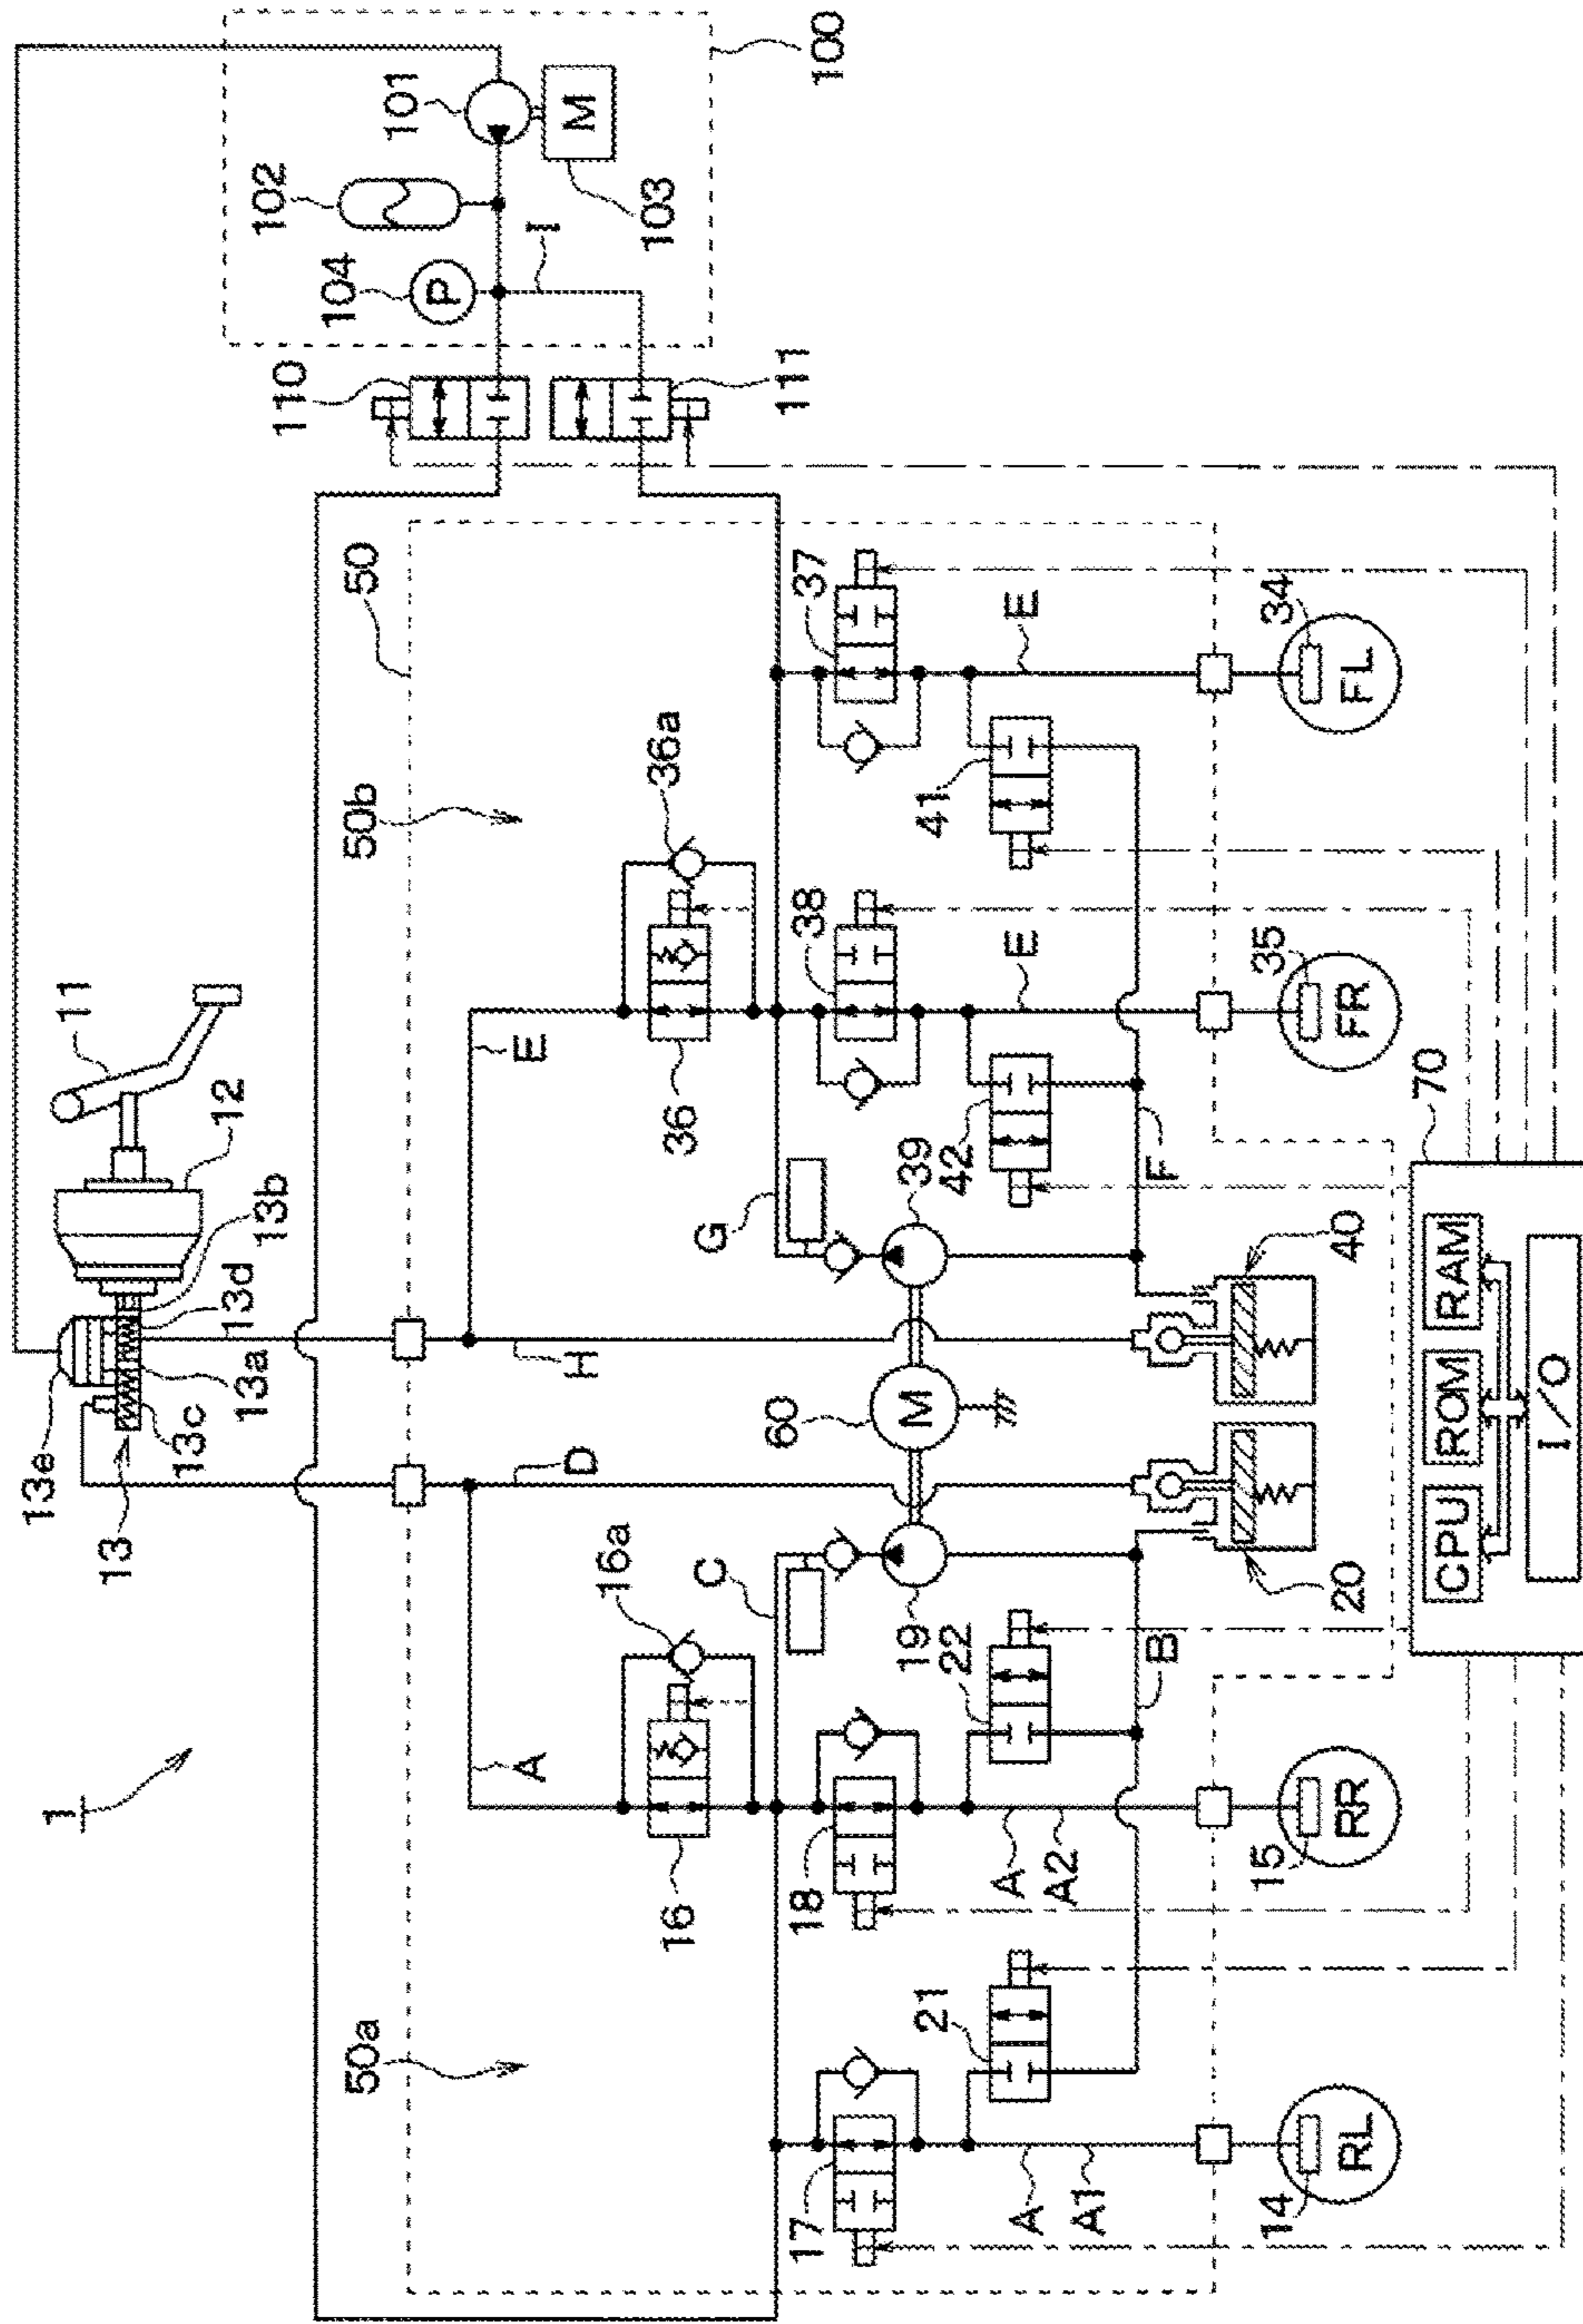 1
13e
11
13
13c
13a
13d
13b
12
102
110
104
101
P
I
M
103
111
100
50a
50b
50
A
D
H
E
16a
36a
16
36
C
G
17
18
60
37
38
M
19
39
21
22
42
41
A
A
E
E
A1
A2
B
F
14
15
20
40
35
34
RL
RR
FR
FL
70
CPU
ROM
RAM
I/O